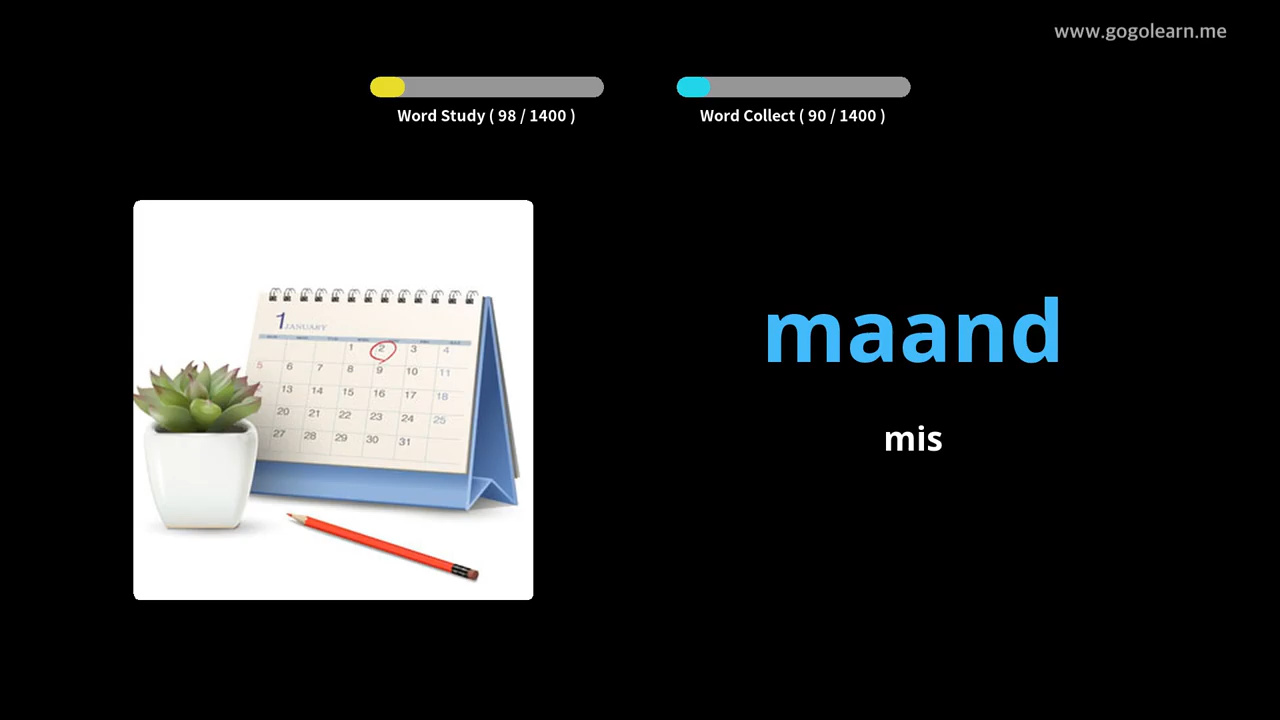 www.gogolearn.me
Word Study ( 98 / 1400 )
Word Collect ( 90 / 1400 )
maand
mis
1 JANUARY
1 2 3 4
5 6 7 8 9 10 11
13 14 15 16 17 18
20 21 22 23 24 25
27 28 29 30 31